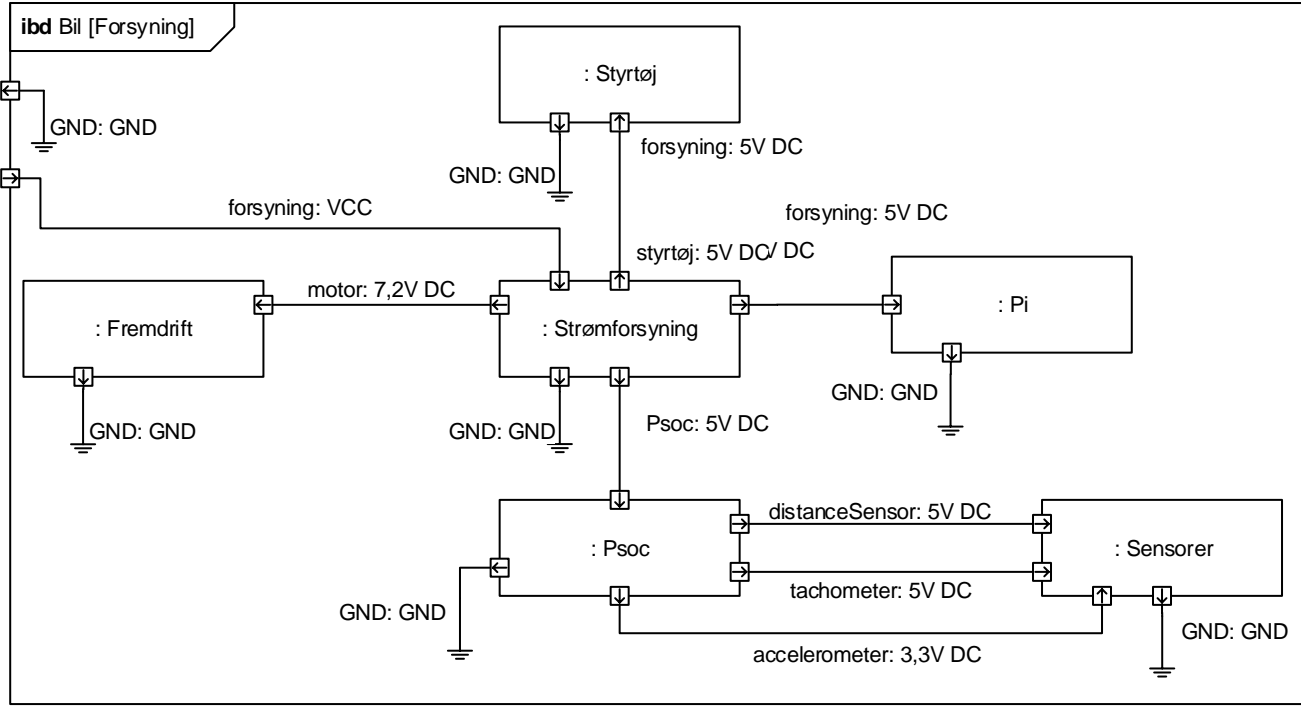 ibd Bil [Forsyning]
: Styrtøj
GND: GND
forsyning: 5V DC
GND: GND
forsyning: VCC
forsyning: 5V DC
styrtøj: 5V DC
V DC
motor: 7,2V DC
: Fremdrift
: Strømforsyning
: Pi
GND: GND
GND: GND
GND: GND
Psoc: 5V DC
distanceSensor: 5V DC
: Psoc
: Sensorer
tachometer: 5V DC
GND: GND
GND: GND
accelerometer: 3,3V DC